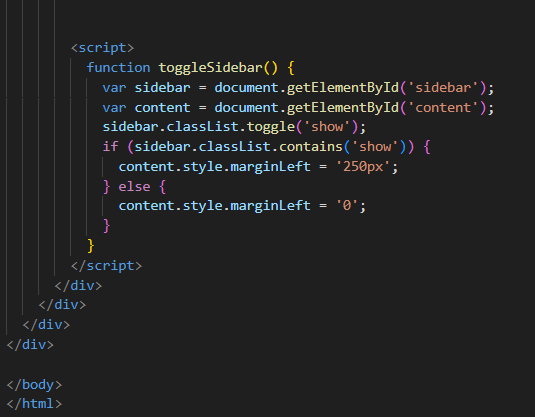 <script>
function toggleSidebar() {
var sidebar = document.getElementById('sidebar');
var content = document.getElementById('content');
sidebar.classList.toggle('show');
if (sidebar.classList.contains('show')) {
content.style.marginLeft = '250px';
} else {
content.style.marginLeft = '0';
}
}
</script>
</div>
</div>
</div>
</div>
</body>
</html>